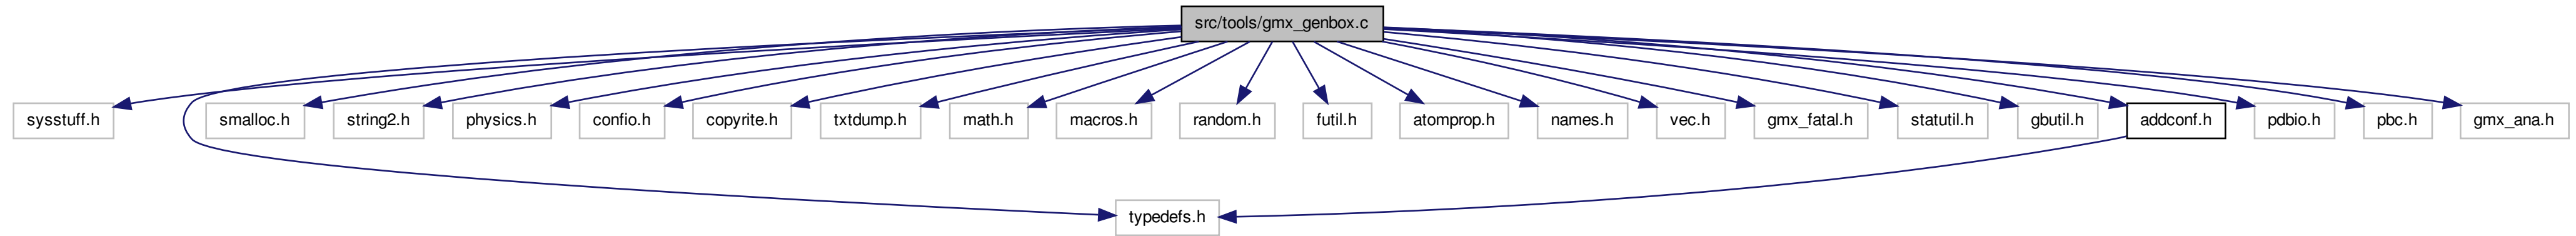 src/tools/gmx_genbox.c
sysstuff.h
smalloc.h
string2.h
physics.h
confio.h
copyrite.h
txtdump.h
math.h
macros.h
random.h
futil.h
atomprop.h
names.h
vec.h
gmx_fatal.h
statutil.h
gbutil.h
addconf.h
pdbio.h
pbc.h
gmx_ana.h
typedefs.h